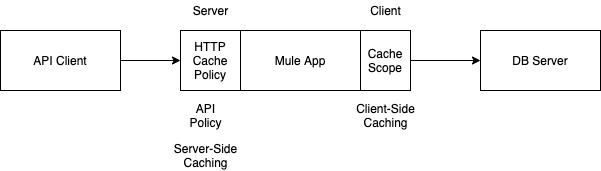 Server
Client
API Client
HTTP
Cache
Policy
Mule App
Cache
Scope
DB Server
API
Policy
Client-Side
Caching
Server-Side
Caching